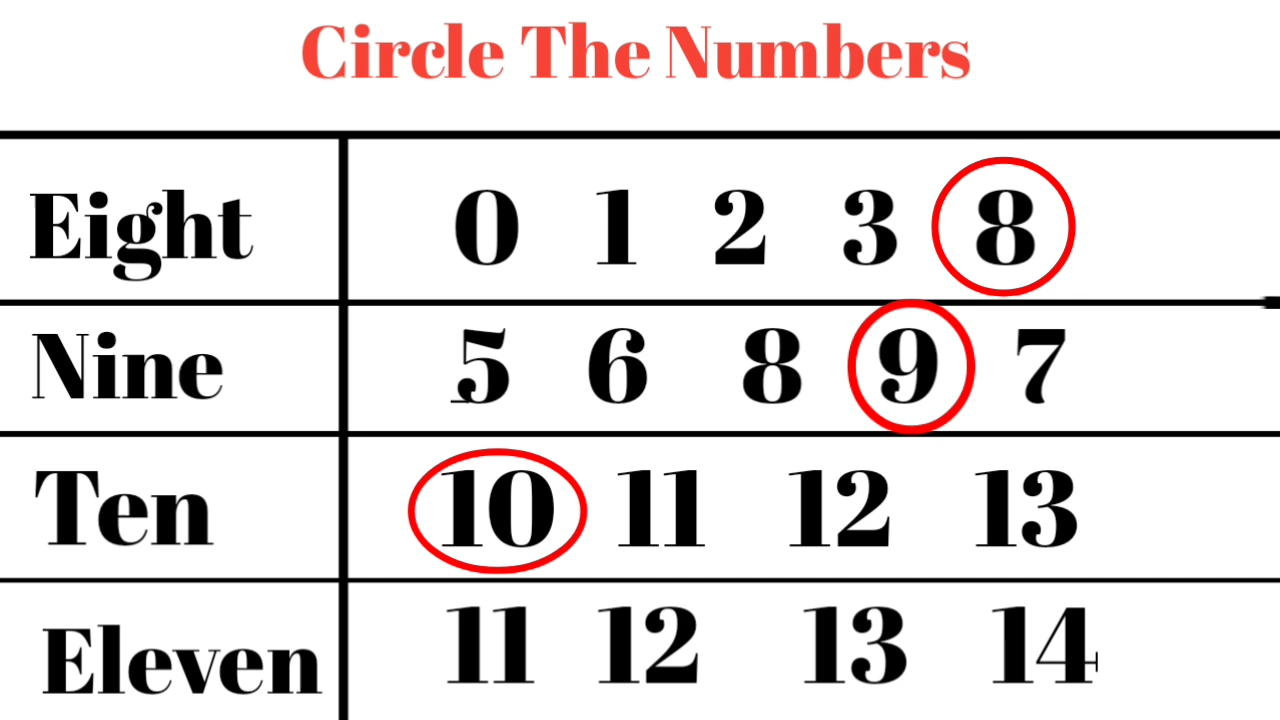 Circle The Numbers
Eight 0 1 2 3 8
Nine 5 6 8 9 7
Ten 10 11 12 13
Eleven 11 12 13 14